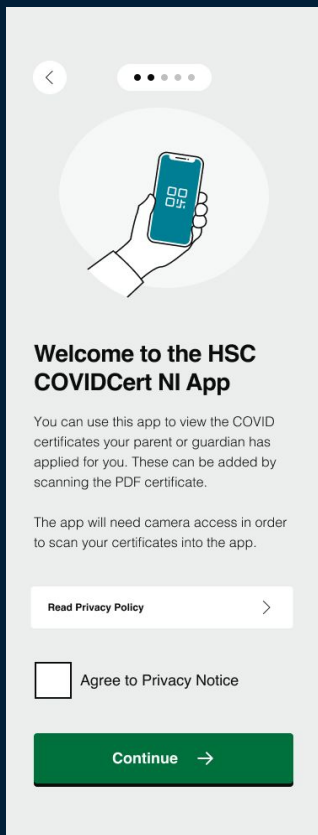 Welcome to the HSC
COVIDCert NI App
You can use this app to view the COVID
certificates your parent or guardian has
applied for you. These can be added by
scanning the PDF certificate.
The app will need camera access in order
to scan your certificates into the app.
Read Privacy Policy
Agree to Privacy Notice
Continue